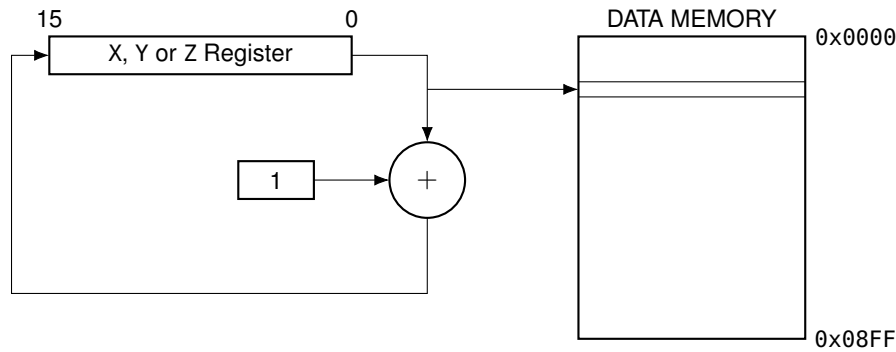 15
0
DATA MEMORY
0x0000
X, Y or Z Register
1
+
0x08FF